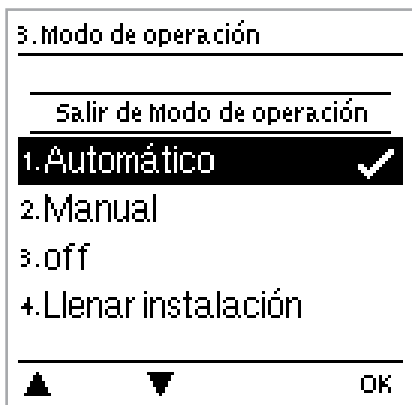 3.Modo de operación
Salir de Modo de operación
1.Automático
2.Manual
3.off
4.Llenar instalación
OK